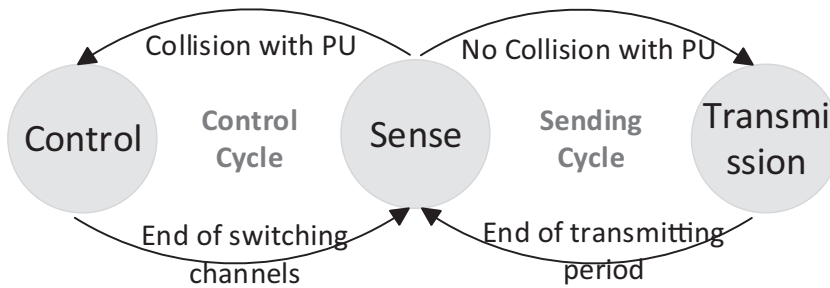 Collision with PU
No Collision with PU
Control
Control
Cycle
Sense
Sending
Cycle
Transmi
ssion
End of switching
channels
End of transmitting
period